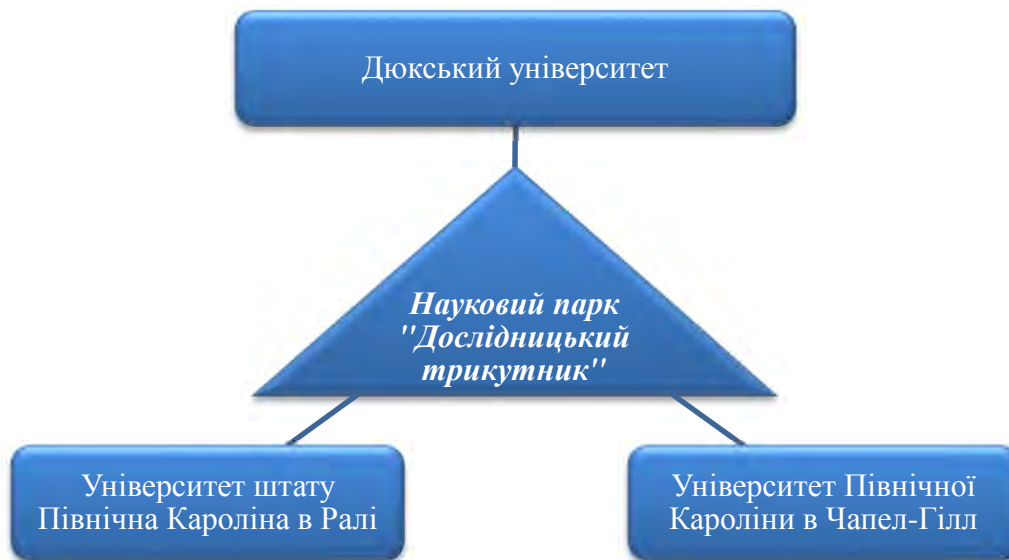 Дюкський університет
Науковий парк
"Дослідницький
трикутник"
Університет штату
Північна Кароліна в Ралі
Університет Північної
Кароліни в Чапел-Гілл